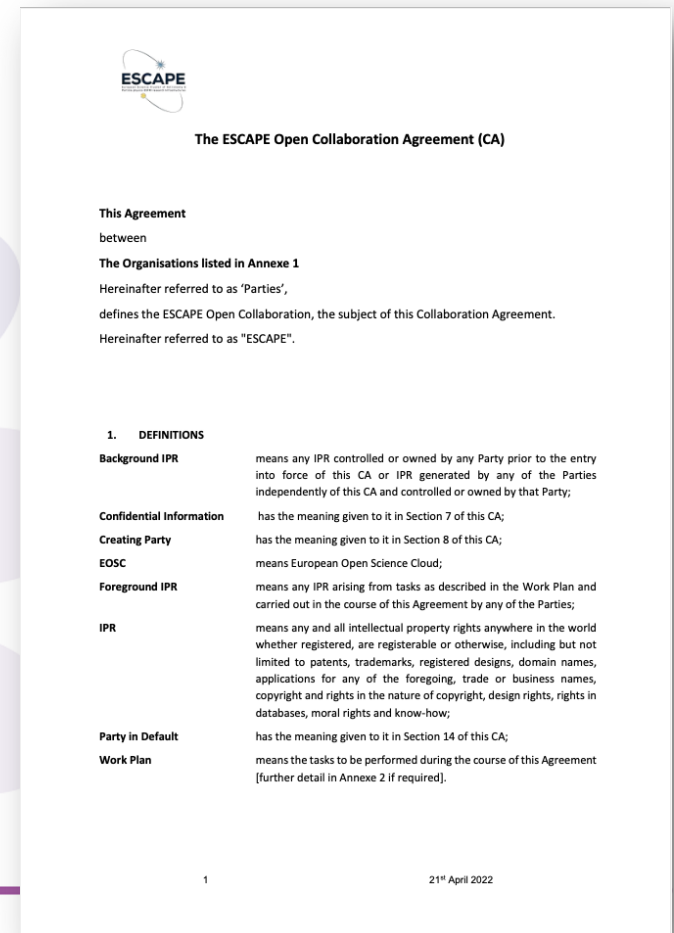 ESCAPE
The ESCAPE Open Collaboration Agreement (CA)
This Agreement
between
The Organisations listed in Annexe 1
Hereinafter referred to as ‘Parties’,
defines the ESCAPE Open Collaboration, the subject of this Collaboration Agreement.
Hereinafter referred to as "ESCAPE".
1. DEFINITIONS
Background IPR means any IPR controlled or owned by any Party prior to the entry
into force of this CA or IPR generated by any of the Parties
independently of this CA and controlled or owned by that Party;
Confidential Information has the meaning given to it in Section 7 of this CA;
Creating Party has the meaning given to it in Section 8 of this CA;
EOSC means European Open Science Cloud;
Foreground IPR means any IPR arising from tasks as described in the Work Plan and
carried out in the course of this Agreement by any of the Parties;
IPR means any and all intellectual property rights anywhere in the world
whether registered, are registerable or otherwise, including but not
limited to patents, trademarks, registered designs, domain names,
applications for any of the foregoing, trade or business names,
copyright and rights in the nature of copyright, design rights, rights in
databases, moral rights and know-how;
Party in Default has the meaning given to it in Section 14 of this CA;
Work Plan means the tasks to be performed during the course of this Agreement
[further detail in Annexe 2 if required].
1 21st April 2022